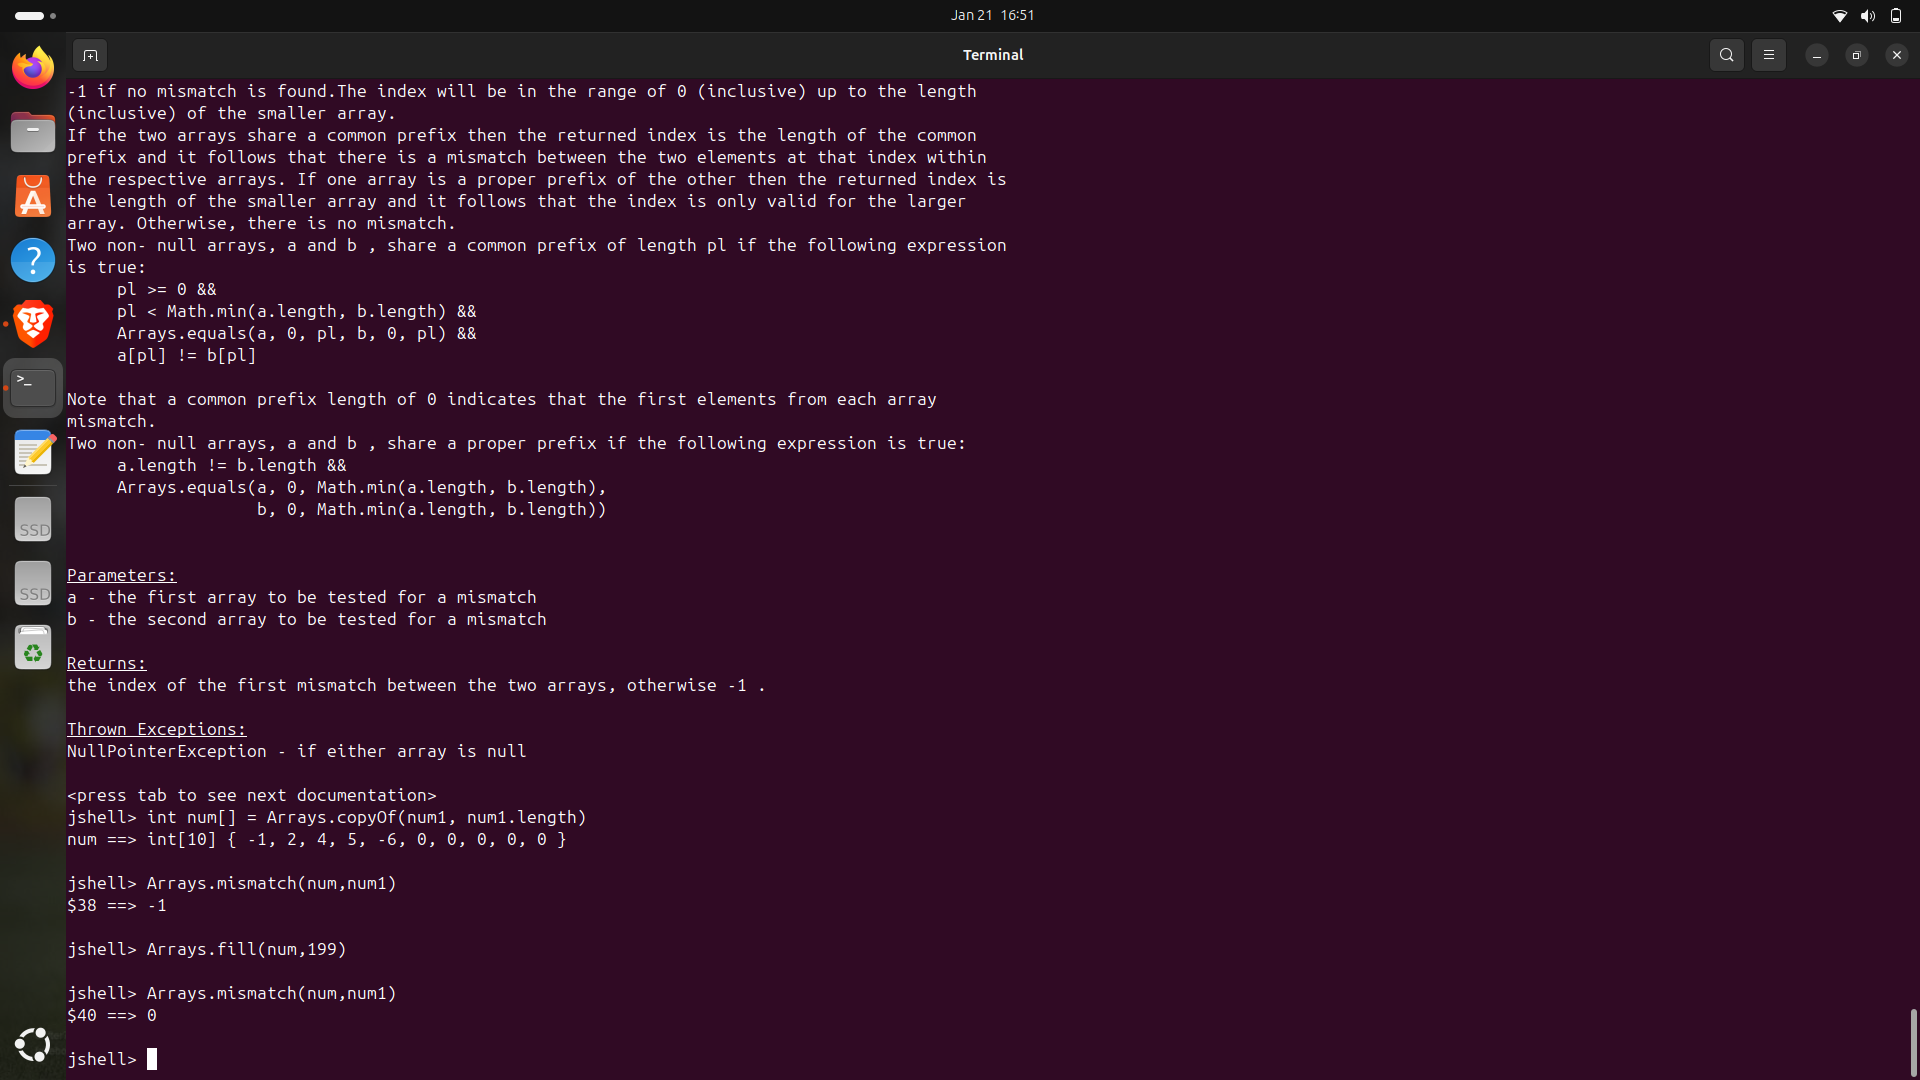 Jan 21 16:51
Terminal
-1 if no mismatch is found.The index will be in the range of 0 (inclusive) up to the length
(inclusive) of the smaller array.
If the two arrays share a common prefix then the returned index is the length of the common
prefix and it follows that there is a mismatch between the two elements at that index within
the respective arrays. If one array is a proper prefix of the other then the returned index is
the length of the smaller array and it follows that the index is only valid for the larger
array. Otherwise, there is no mismatch.
Two non- null arrays, a and b , share a common prefix of length pl if the following expression
is true:
     pl >= 0 &&
     pl < Math.min(a.length, b.length) &&
     Arrays.equals(a, 0, pl, b, 0, pl) &&
     a[pl] != b[pl]
Note that a common prefix length of 0 indicates that the first elements from each array
mismatch.
Two non- null arrays, a and b , share a proper prefix if the following expression is true:
     a.length != b.length &&
     Arrays.equals(a, 0, Math.min(a.length, b.length),
                   b, 0, Math.min(a.length, b.length))
Parameters:
a - the first array to be tested for a mismatch
b - the second array to be tested for a mismatch
Returns:
the index of the first mismatch between the two arrays, otherwise -1 .
Thrown Exceptions:
NullPointerException - if either array is null
<press tab to see next documentation>
jshell> int num[] = Arrays.copyOf(num1, num1.length)
num ==> int[10] { -1, 2, 4, 5, -6, 0, 0, 0, 0, 0 }
jshell> Arrays.mismatch(num,num1)
$38 ==> -1
jshell> Arrays.fill(num,199)
jshell> Arrays.mismatch(num,num1)
$40 ==> 0
jshell>
SSD
SSD